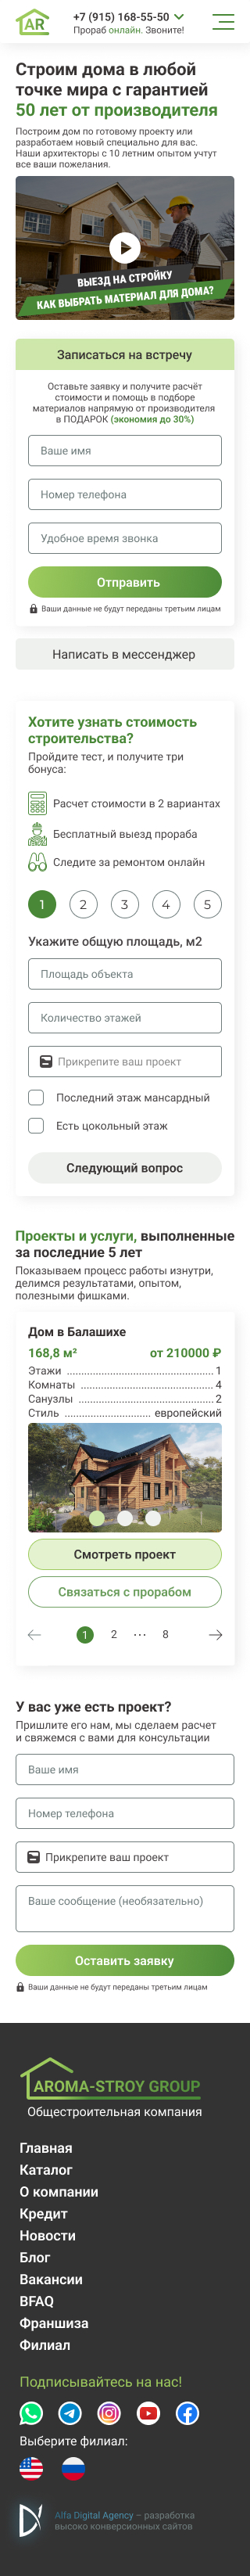 AR
+7 (915) 168-55-50
Прораб онлайн. Звоните!
Строим дома в любой
точке мира с гарантией
50 лет от производителя
Построим дом по готовому проекту или
разработаем новый специально для вас.
Наши архитекторы с 10 летним опытом учтут
все ваши пожелания.
ВЫЕЗД НА СТРОЙКУ
КАК ВЫБРАТЬ МАТЕРИАЛ ДЛЯ ДОМА?
Записаться на встречу
Оставьте заявку и получите расчёт
стоимости и помощь в подборе
материалов напрямую от производителя
в ПОДАРОК (экономия до 30%)
Ваше имя
Номер телефона
Удобное время звонка
Отправить
Ваши данные не будут переданы третьим лицам
Написать в мессенджер
Хотите узнать стоимость
строительства?
Пройдите тест, и получите три
бонуса:
Расчет стоимости в 2 вариантах
Бесплатный выезд прораба
Следите за ремонтом онлайн
1 2 3 4 5
Укажите общую площадь, м2
Площадь объекта
Количество этажей
Прикрепите ваш проект
Последний этаж мансардный
Есть цокольный этаж
Следующий вопрос
Проекты и услуги, выполненные
за последние 5 лет
Показываем процесс работы изнутри,
делимся результатами, опытом,
полезными фишками.
Дом в Балашихе
168,8 м² от 210000 ₽
Этажи 1
Комнаты 4
Санузлы 2
Стиль европейский
Смотреть проект
Связаться с прорабом
1 2 ... 8
У вас уже есть проект?
Пришлите его нам, мы сделаем расчет
и свяжемся с вами для консультации
Ваше имя
Номер телефона
Прикрепите ваш проект
Ваше сообщение (необязательно)
Оставить заявку
Ваши данные не будут переданы третьим лицам
AROMA-STROY GROUP
Общестроительная компания
Главная
Каталог
О компании
Кредит
Новости
Блог
Вакансии
BFAQ
Франшиза
Филиал
Подписывайтесь на нас!
Выберите филиал:
Alfa Digital Agency – разработка
высоко конверсионных сайтов